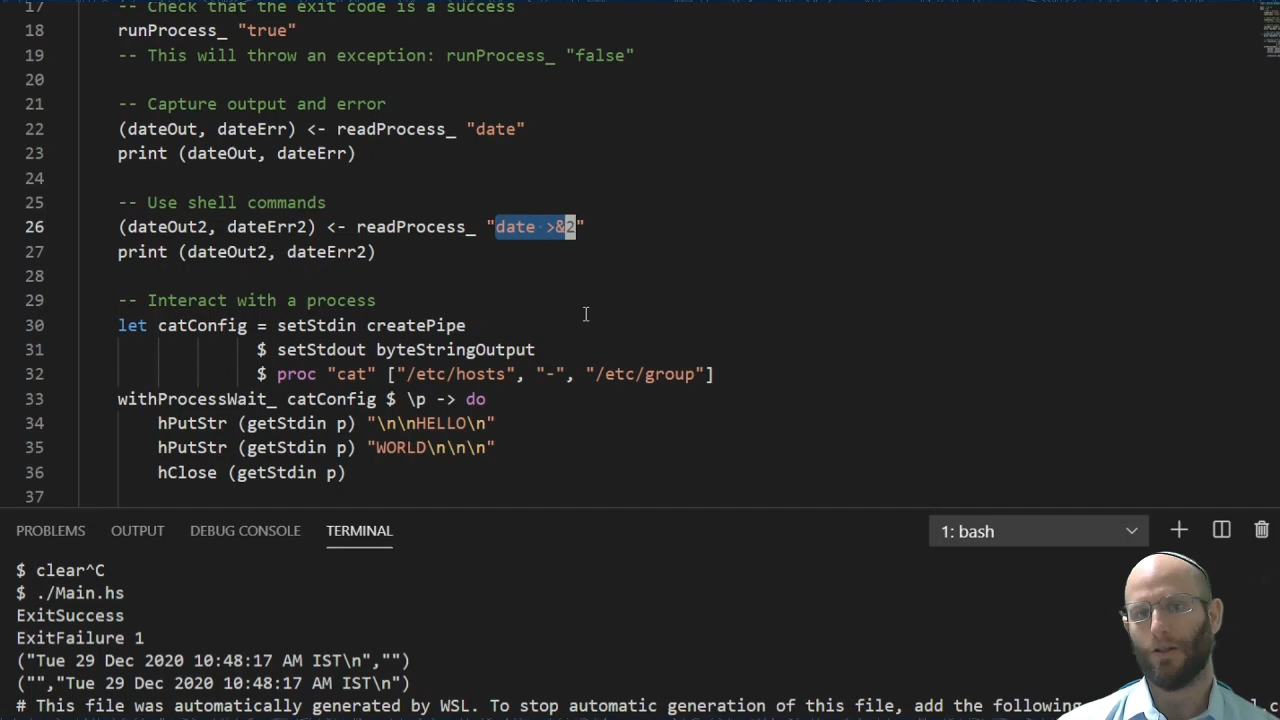 17 -- Check that the exit code is a success
18 runProcess_ "true"
19 -- This will throw an exception: runProcess_ "false"
20
21 -- Capture output and error
22 (dateOut, dateErr) <- readProcess_ "date"
23 print (dateOut, dateErr)
24
25 -- Use shell commands
26 (dateOut2, dateErr2) <- readProcess_ "date >&2"
27 print (dateOut2, dateErr2)
28
29 -- Interact with a process
30 let catConfig = setStdin createPipe
31 $ setStdout byteStringOutput
32 $ proc "cat" ["/etc/hosts", "-", "/etc/group"]
33 withProcessWait_ catConfig $ \p -> do
34 hPutStr (getStdin p) "\n\nHELLO\n"
35 hPutStr (getStdin p) "WORLD\n\n\n"
36 hClose (getStdin p)
37
PROBLEMS OUTPUT DEBUG CONSOLE TERMINAL 1: bash
$ clear^C
$ ./Main.hs
ExitSuccess
ExitFailure 1
("Tue 29 Dec 2020 10:48:17 AM IST\n","")
("","Tue 29 Dec 2020 10:48:17 AM IST\n")
# This file was automatically generated by WSL. To stop automatic generation of this file, add the following